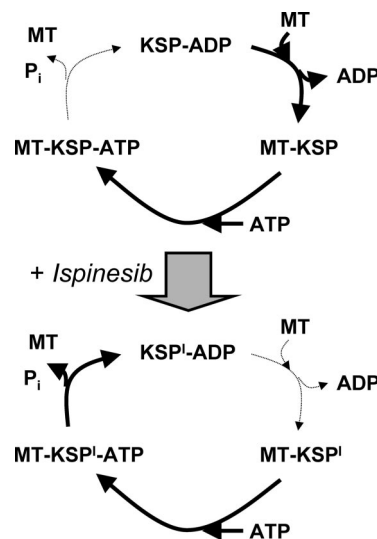 MT
KSP-ADP
MT
Pi
ADP
MT-KSP-ATP
MT-KSP
ATP
+ Ispinesib
MT
KSPᴵ-ADP
MT
Pi
ADP
MT-KSPᴵ-ATP
MT-KSPᴵ
ATP